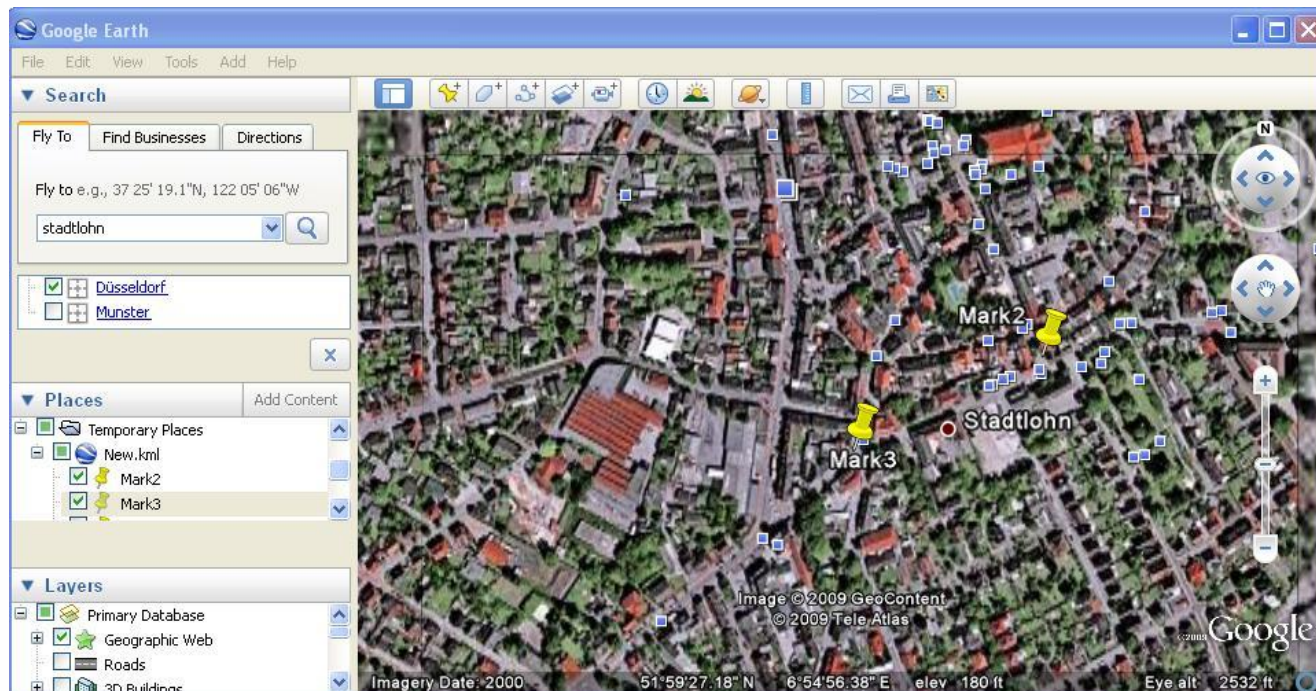 Google Earth
File Edit View Tools Add Help
Search
Fly To Find Businesses Directions
Fly to e.g., 37 25' 19.1"N, 122 05' 06"W
stadtlohn
Düsseldorf
Munster
Places Add Content
Temporary Places
New.kml
Mark2
Mark3
Layers
Primary Database
Geographic Web
Roads
3D Buildings
N
Mark2
Stadtlohn
Mark3
Image © 2009 GeoContent
© 2009 Tele Atlas
©2009 Google
Imagery Date: 2000 51°59'27.18" N 6°54'56.38" E elev 180 ft Eye alt 2532 ft